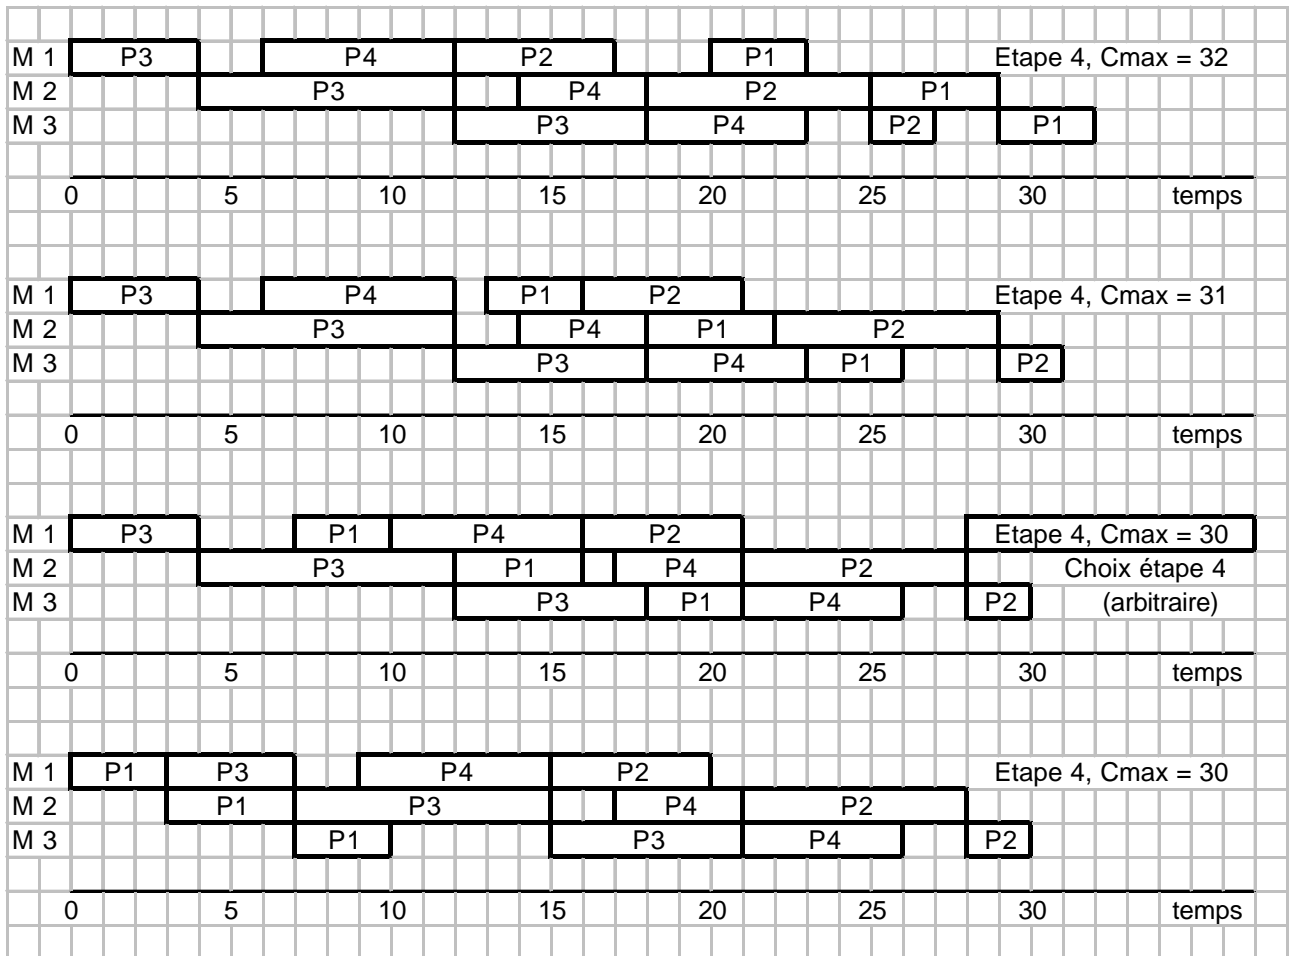 M 1 P3 P4 P2 P1 Etape 4, Cmax = 32
M 2 P3 P4 P2 P1
M 3 P3 P4 P2 P1
0 5 10 15 20 25 30 temps
M 1 P3 P4 P1 P2 Etape 4, Cmax = 31
M 2 P3 P4 P1 P2
M 3 P3 P4 P1 P2
0 5 10 15 20 25 30 temps
M 1 P3 P1 P4 P2 Etape 4, Cmax = 30
M 2 P3 P1 P4 P2 Choix étape 4
M 3 P3 P1 P4 P2 (arbitraire)
0 5 10 15 20 25 30 temps
M 1 P1 P3 P4 P2 Etape 4, Cmax = 30
M 2 P1 P3 P4 P2
M 3 P1 P3 P4 P2
0 5 10 15 20 25 30 temps